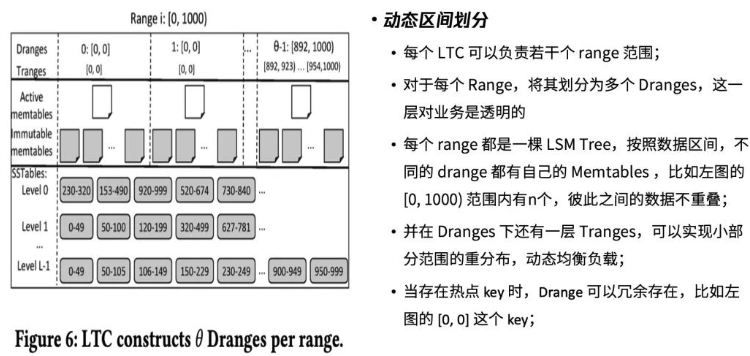 Range i: [0, 1000)
Dranges 0: [0, 0) 1: [0, 0) ... θ-1: [892, 1000)
Tranges [0, 0) [0, 0) [892, 923) ... [954,1000)
Active
memtables
Immutable
memtables ... ... ...
SSTables:
Level 0 230-320 153-490 920-999 520-674 730-840 ...
Level 1 0-49 50-100 120-199 320-499 627-781 ...
...
Level L-1 0-49 50-105 106-149 150-229 230-249 ... 900-949 950-999
Figure 6: LTC constructs θ Dranges per range.
• 动态区间划分
• 每个 LTC 可以负责若干个 range 范围；
• 对于每个 Range，将其划分为多个 Dranges，这一
层对业务是透明的
• 每个 range 都是一棵 LSM Tree，按照数据区间，不
同的 drange 都有自己的 Memtables ，比如左图的
[0, 1000) 范围内有n个，彼此之间的数据不重叠；
• 并在 Dranges 下还有一层 Tranges，可以实现小部
分范围的重分布，动态均衡负载；
• 当存在热点 key 时，Drange 可以冗余存在，比如左
图的 [0, 0] 这个 key；